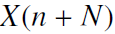 X(n + N)